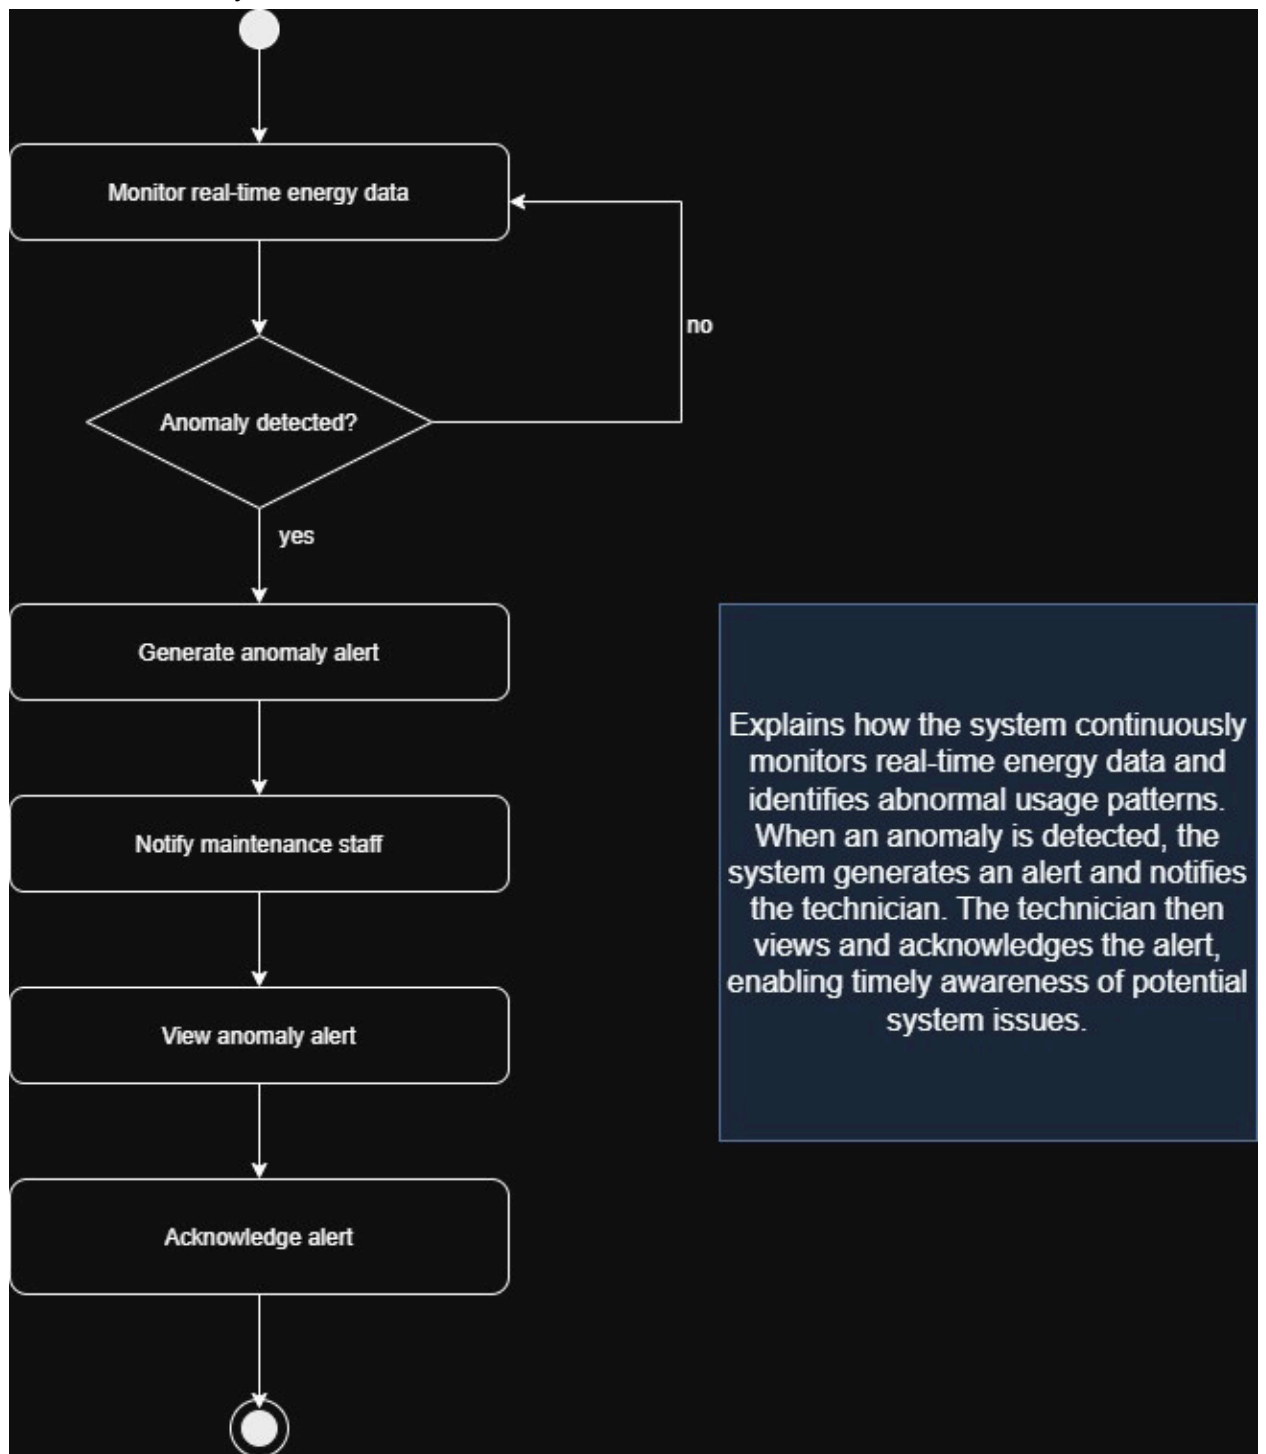 Monitor real-time energy data
no
Anomaly detected?
yes
Generate anomaly alert
Notify maintenance staff
View anomaly alert
Acknowledge alert
Explains how the system continuously
monitors real-time energy data and
identifies abnormal usage patterns.
When an anomaly is detected, the
system generates an alert and notifies
the technician. The technician then
views and acknowledges the alert,
enabling timely awareness of potential
system issues.